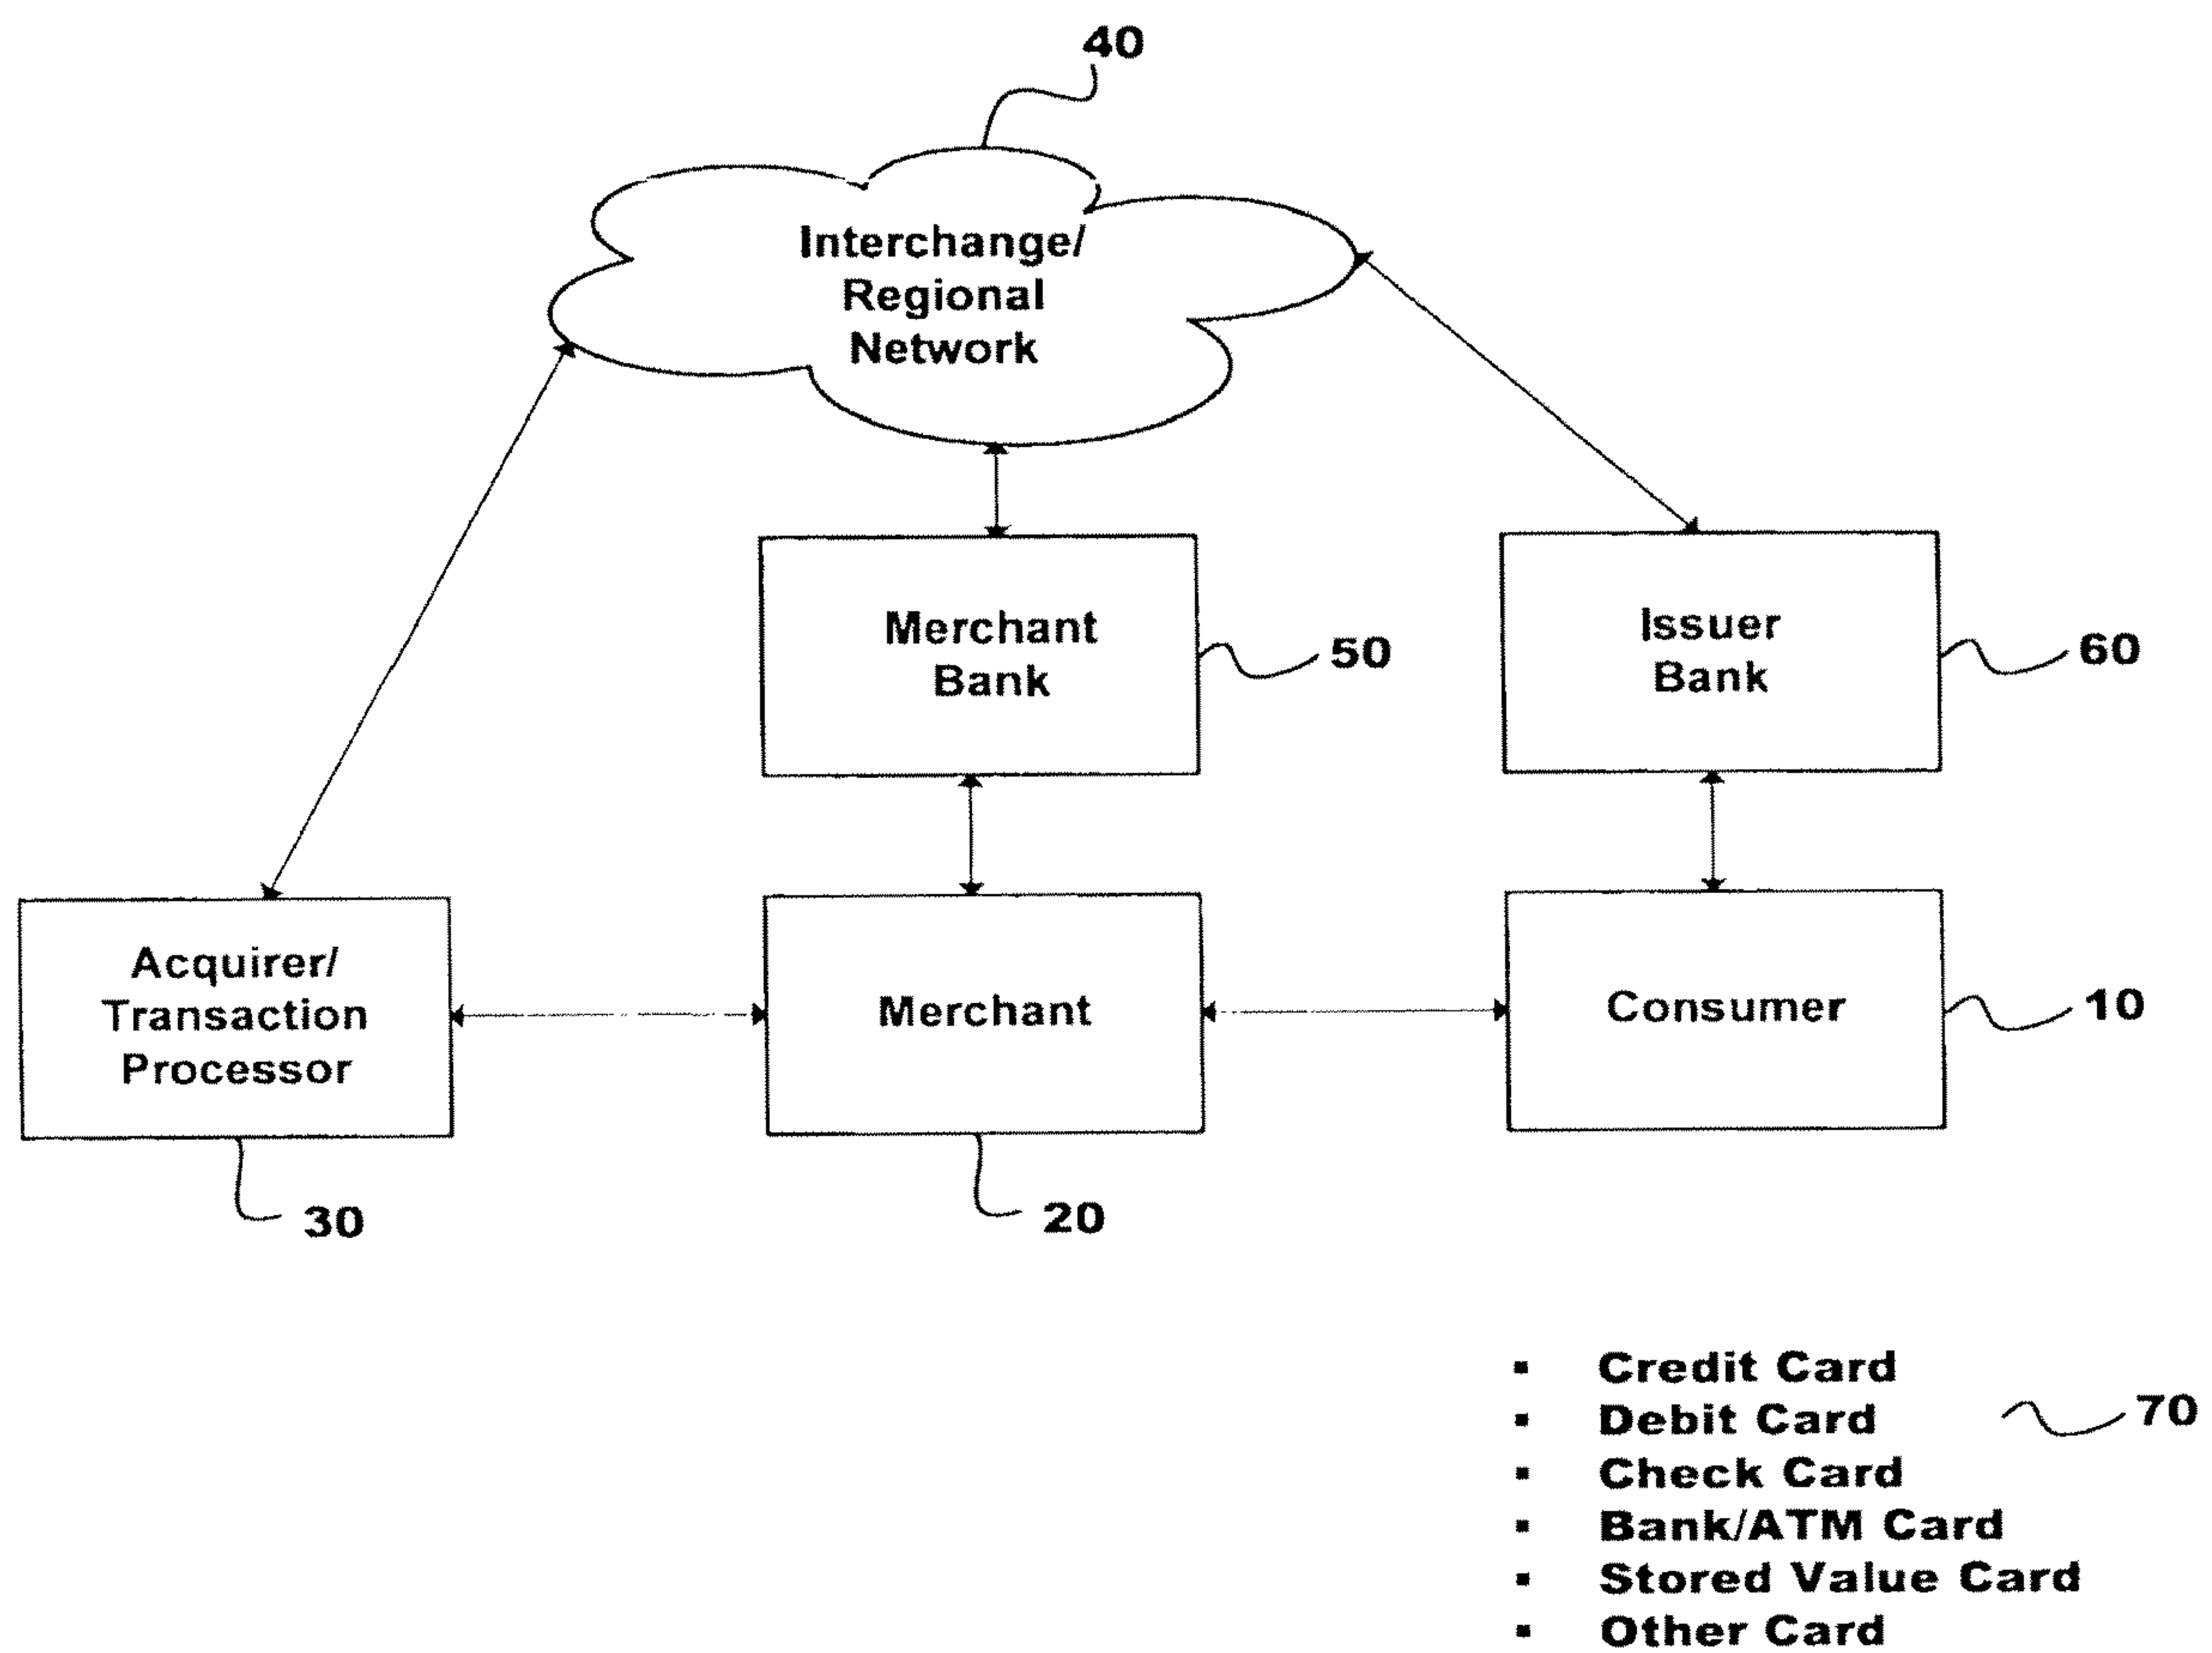 40
Interchange/
Regional
Network
Merchant
Bank
50
Issuer
Bank
60
Acquirer/
Transaction
Processor
30
Merchant
20
Consumer
10
▪ Credit Card
▪ Debit Card
70
▪ Check Card
▪ Bank/ATM Card
▪ Stored Value Card
▪ Other Card